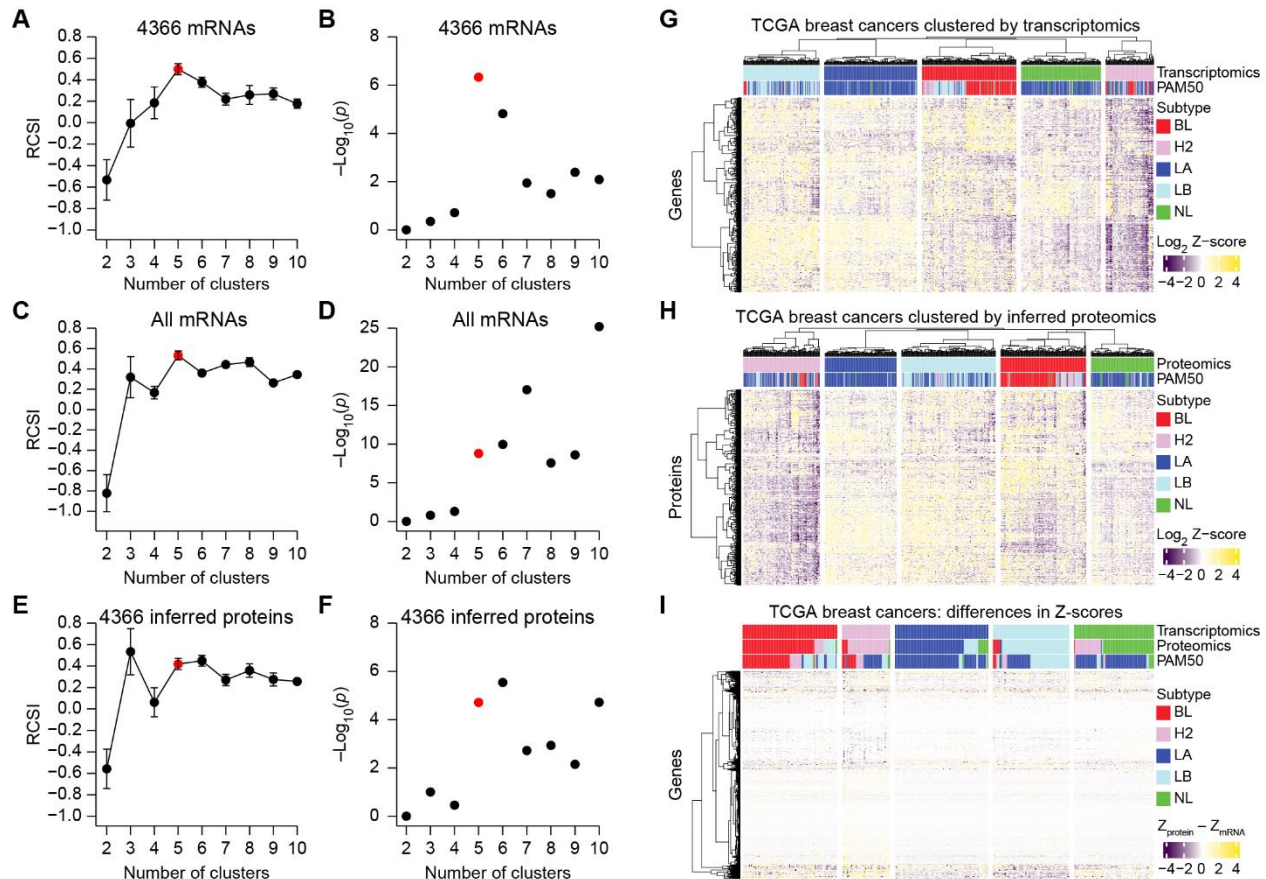 A
4366 mRNAs
RCSI
0.8
0.6
0.4
0.2
0.0
−0.2
−0.4
−0.6
−0.8
−1.0
2 3 4 5 6 7 8 9 10
Number of clusters
B
4366 mRNAs
−Log10(p)
8
6
4
2
0
2 3 4 5 6 7 8 9 10
Number of clusters
C
All mRNAs
RCSI
0.8
0.6
0.4
0.2
0.0
−0.2
−0.4
−0.6
−0.8
−1.0
2 3 4 5 6 7 8 9 10
Number of clusters
D
All mRNAs
−Log10(p)
25
20
15
10
5
0
2 3 4 5 6 7 8 9 10
Number of clusters
E
4366 inferred proteins
RCSI
0.8
0.6
0.4
0.2
0.0
−0.2
−0.4
−0.6
−0.8
−1.0
2 3 4 5 6 7 8 9 10
Number of clusters
F
4366 inferred proteins
−Log10(p)
8
6
4
2
0
2 3 4 5 6 7 8 9 10
Number of clusters
G
TCGA breast cancers clustered by transcriptomics
Transcriptomics
PAM50
Genes
Subtype
BL
H2
LA
LB
NL
Log2 Z−score
−4−2 0 2 4
H
TCGA breast cancers clustered by inferred proteomics
Proteomics
PAM50
Proteins
Subtype
BL
H2
LA
LB
NL
Log2 Z−score
−4−2 0 2 4
I
TCGA breast cancers: differences in Z-scores
Transcriptomics
Proteomics
PAM50
Genes
Subtype
BL
H2
LA
LB
NL
Zprotein − ZmRNA
−4−2 0 2 4